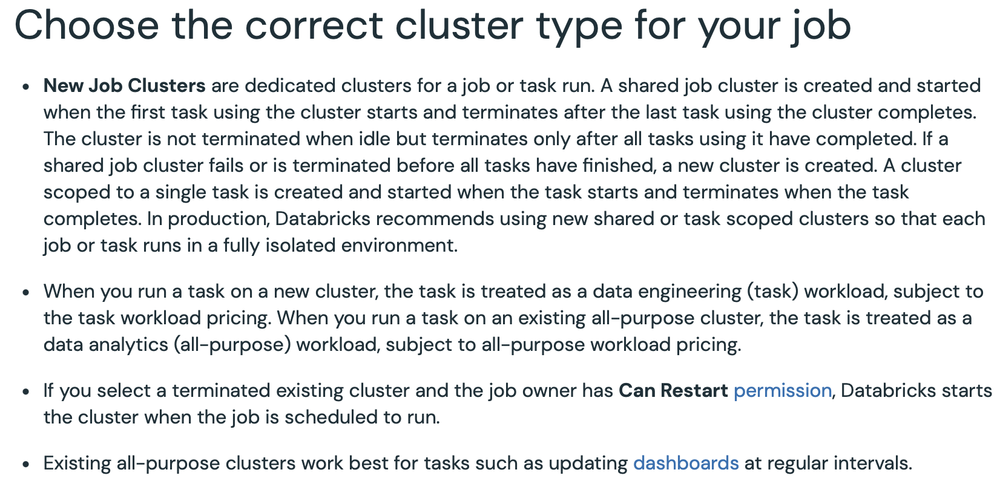 Choose the correct cluster type for your job
• New Job Clusters are dedicated clusters for a job or task run. A shared job cluster is created and started
when the first task using the cluster starts and terminates after the last task using the cluster completes.
The cluster is not terminated when idle but terminates only after all tasks using it have completed. If a
shared job cluster fails or is terminated before all tasks have finished, a new cluster is created. A cluster
scoped to a single task is created and started when the task starts and terminates when the task
completes. In production, Databricks recommends using new shared or task scoped clusters so that each
job or task runs in a fully isolated environment.
• When you run a task on a new cluster, the task is treated as a data engineering (task) workload, subject to
the task workload pricing. When you run a task on an existing all-purpose cluster, the task is treated as a
data analytics (all-purpose) workload, subject to all-purpose workload pricing.
• If you select a terminated existing cluster and the job owner has Can Restart permission, Databricks starts
the cluster when the job is scheduled to run.
• Existing all-purpose clusters work best for tasks such as updating dashboards at regular intervals.